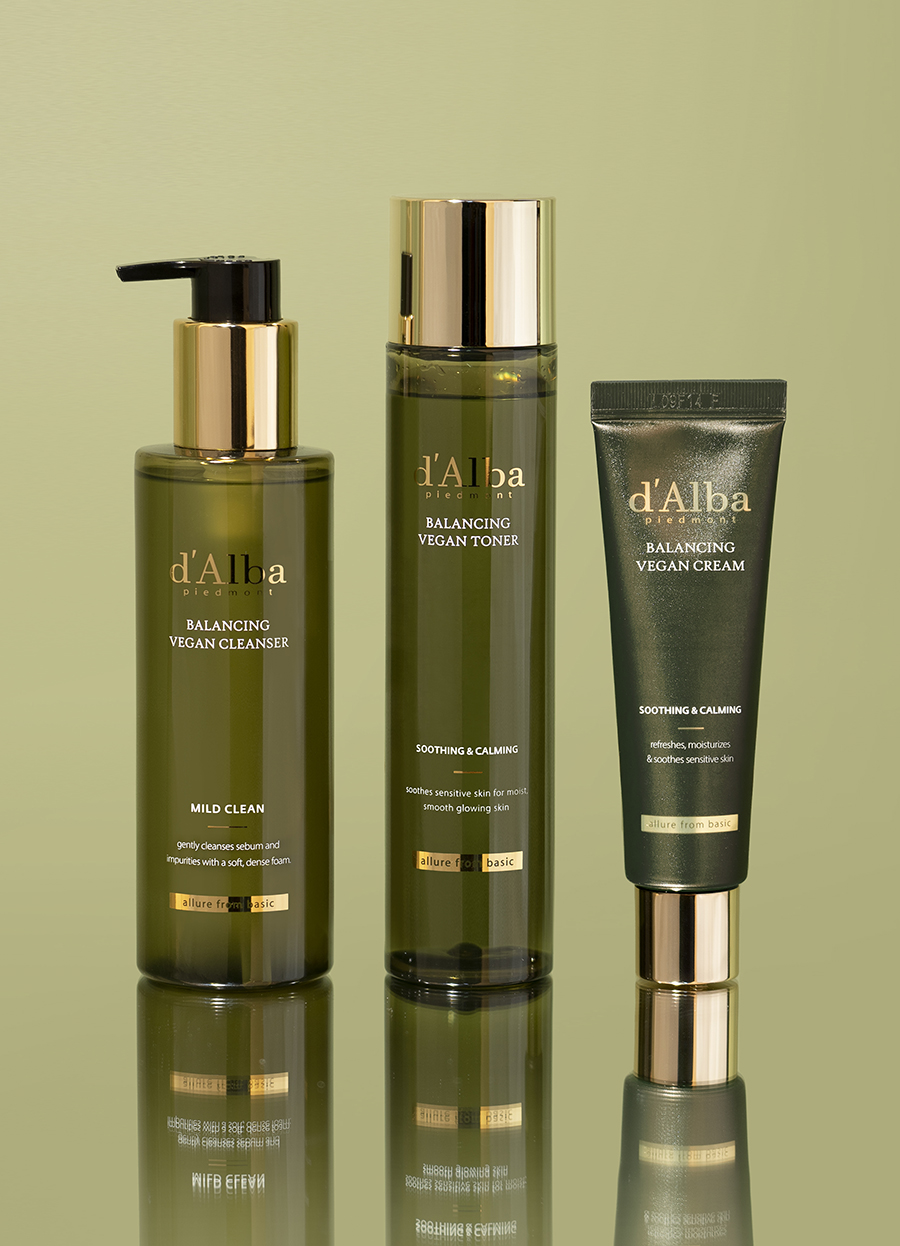 d'Alba
piedmont
BALANCING
VEGAN CLEANSER
MILD CLEAN
gently cleanses sebum and
impurities with a soft, dense foam.
allure from basic
d'Alba
piedmont
BALANCING
VEGAN TONER
SOOTHING & CALMING
soothes sensitive skin for moist,
smooth glowing skin
allure from basic
d'Alba
piedmont
BALANCING
VEGAN CREAM
SOOTHING & CALMING
refreshes, moisturizes
& soothes sensitive skin
allure from basic